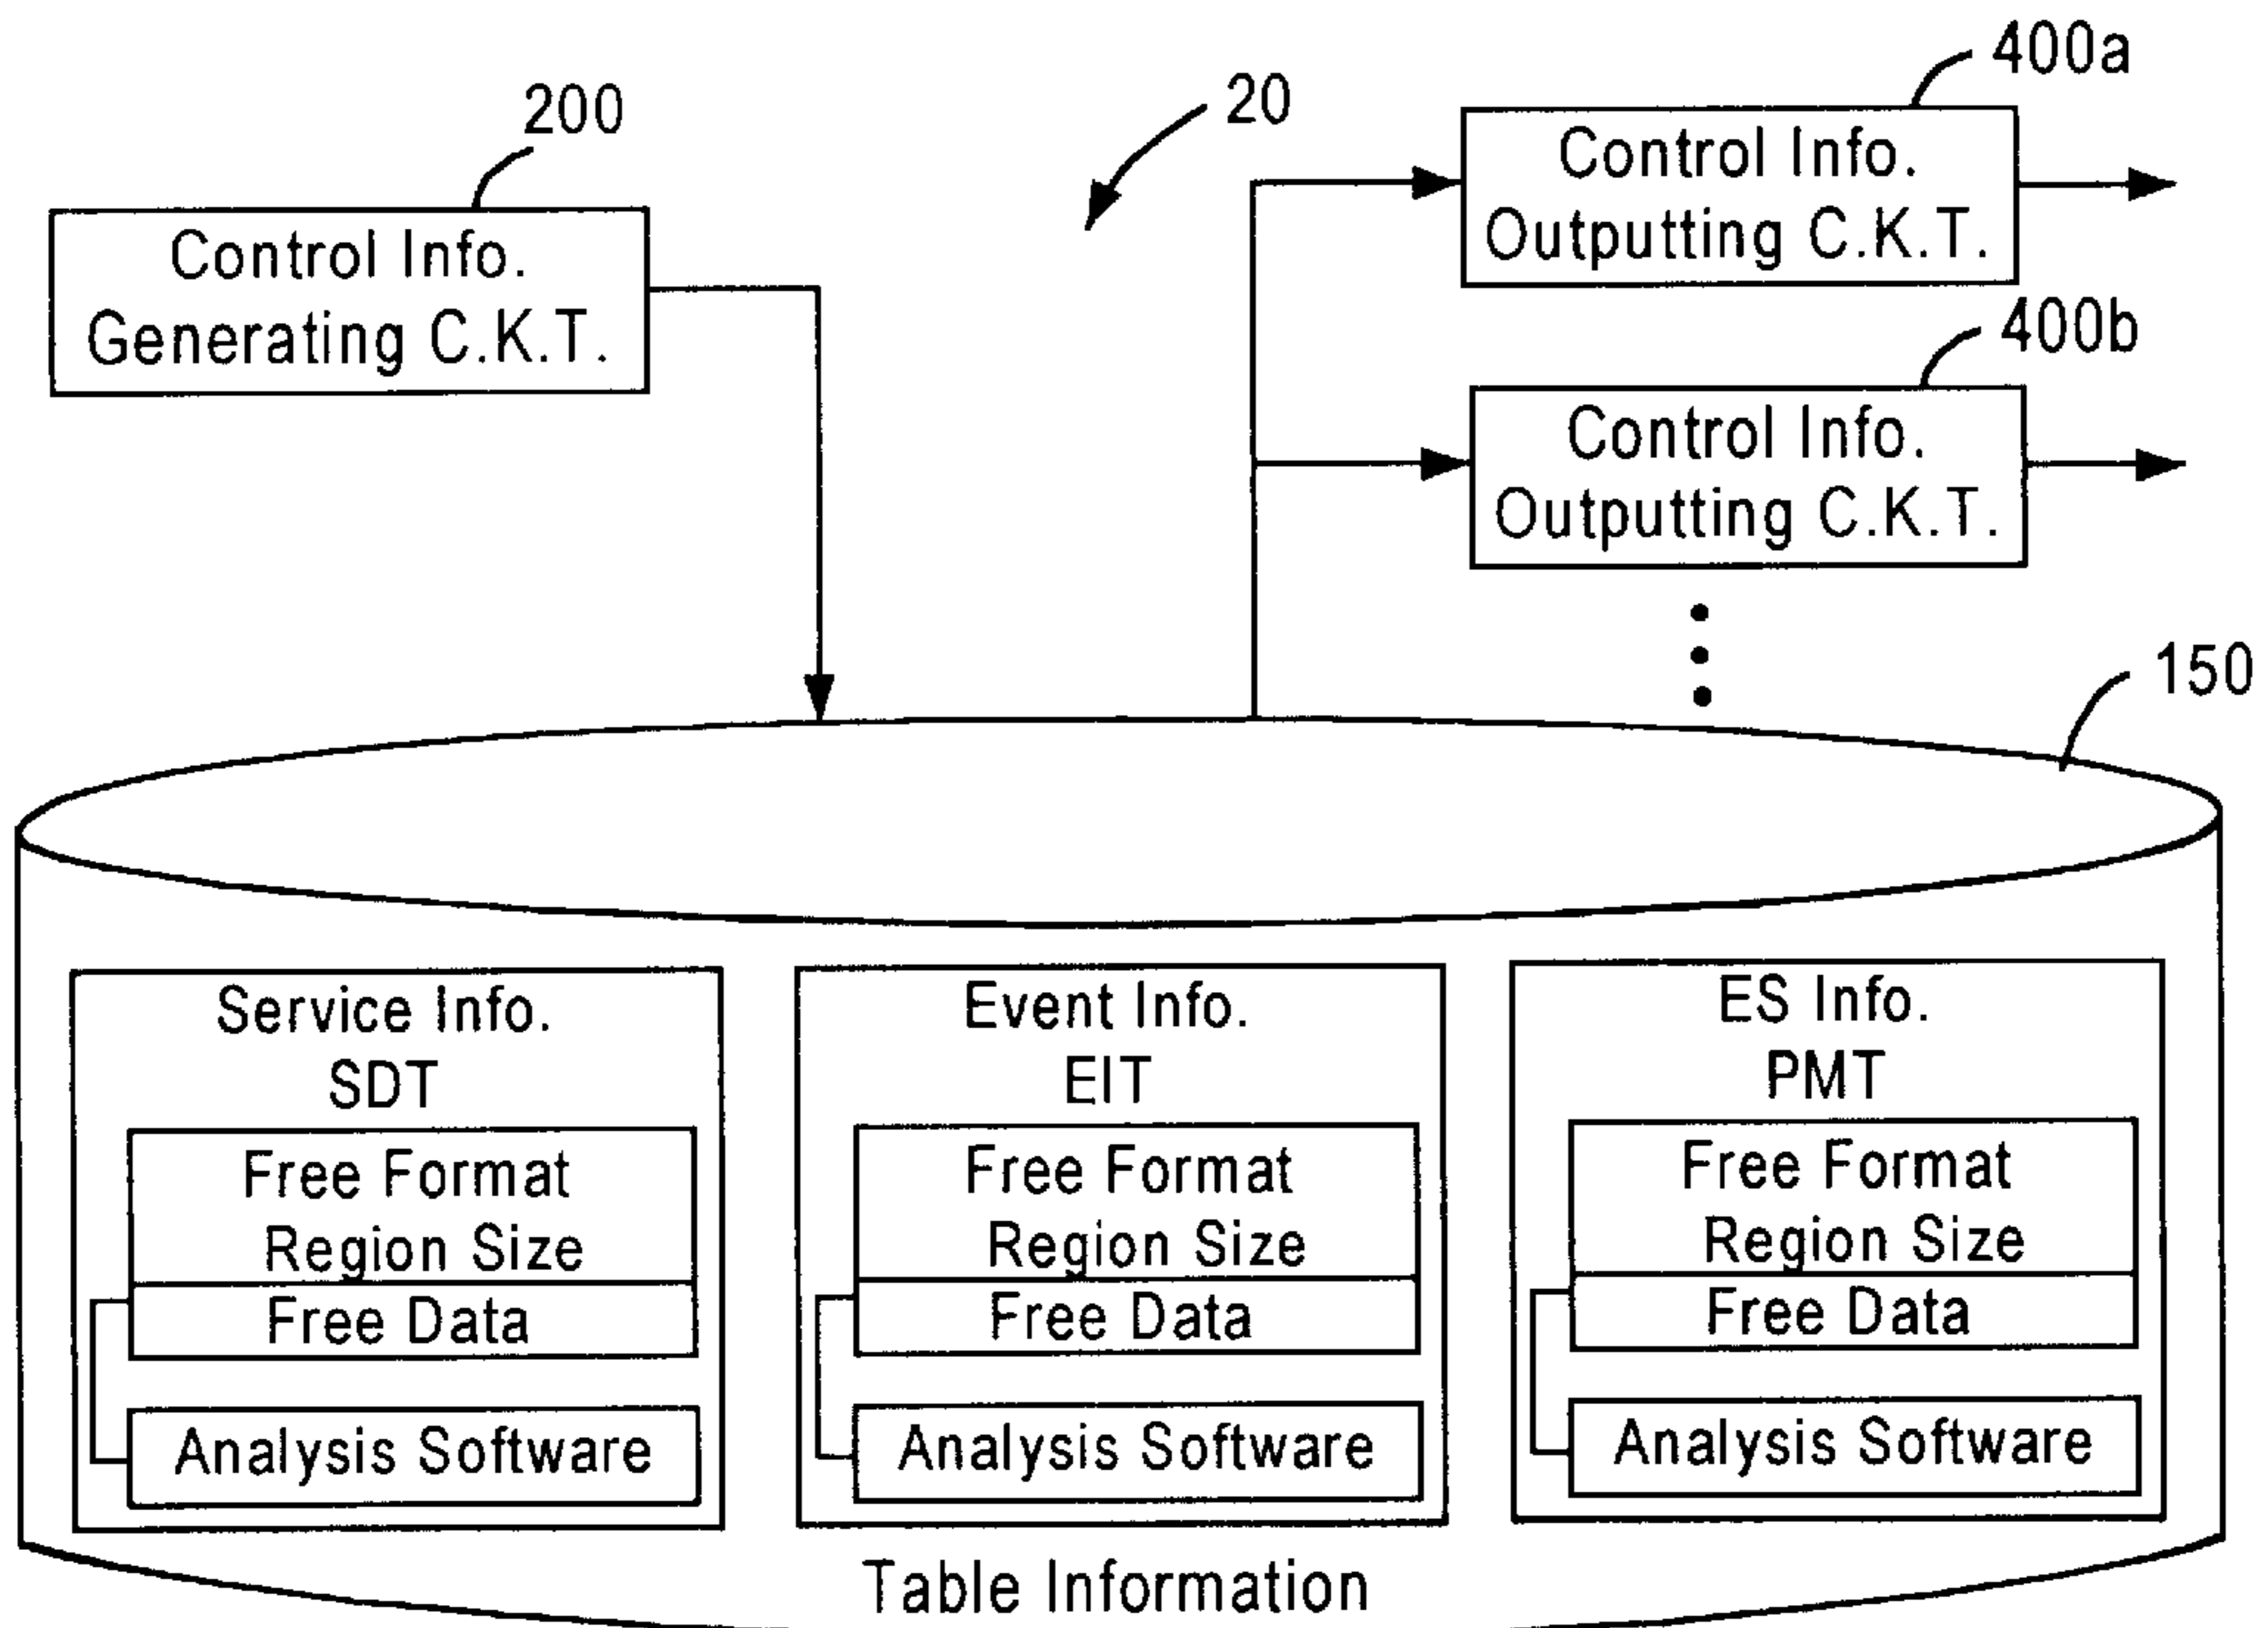 200
Control Info.
Generating C.K.T.
20
400a
Control Info.
Outputting C.K.T.
400b
Control Info.
Outputting C.K.T.
150
Service Info.
SDT
Free Format
Region Size
Free Data
Analysis Software
Event Info.
EIT
Free Format
Region Size
Free Data
Analysis Software
ES Info.
PMT
Free Format
Region Size
Free Data
Analysis Software
Table Information